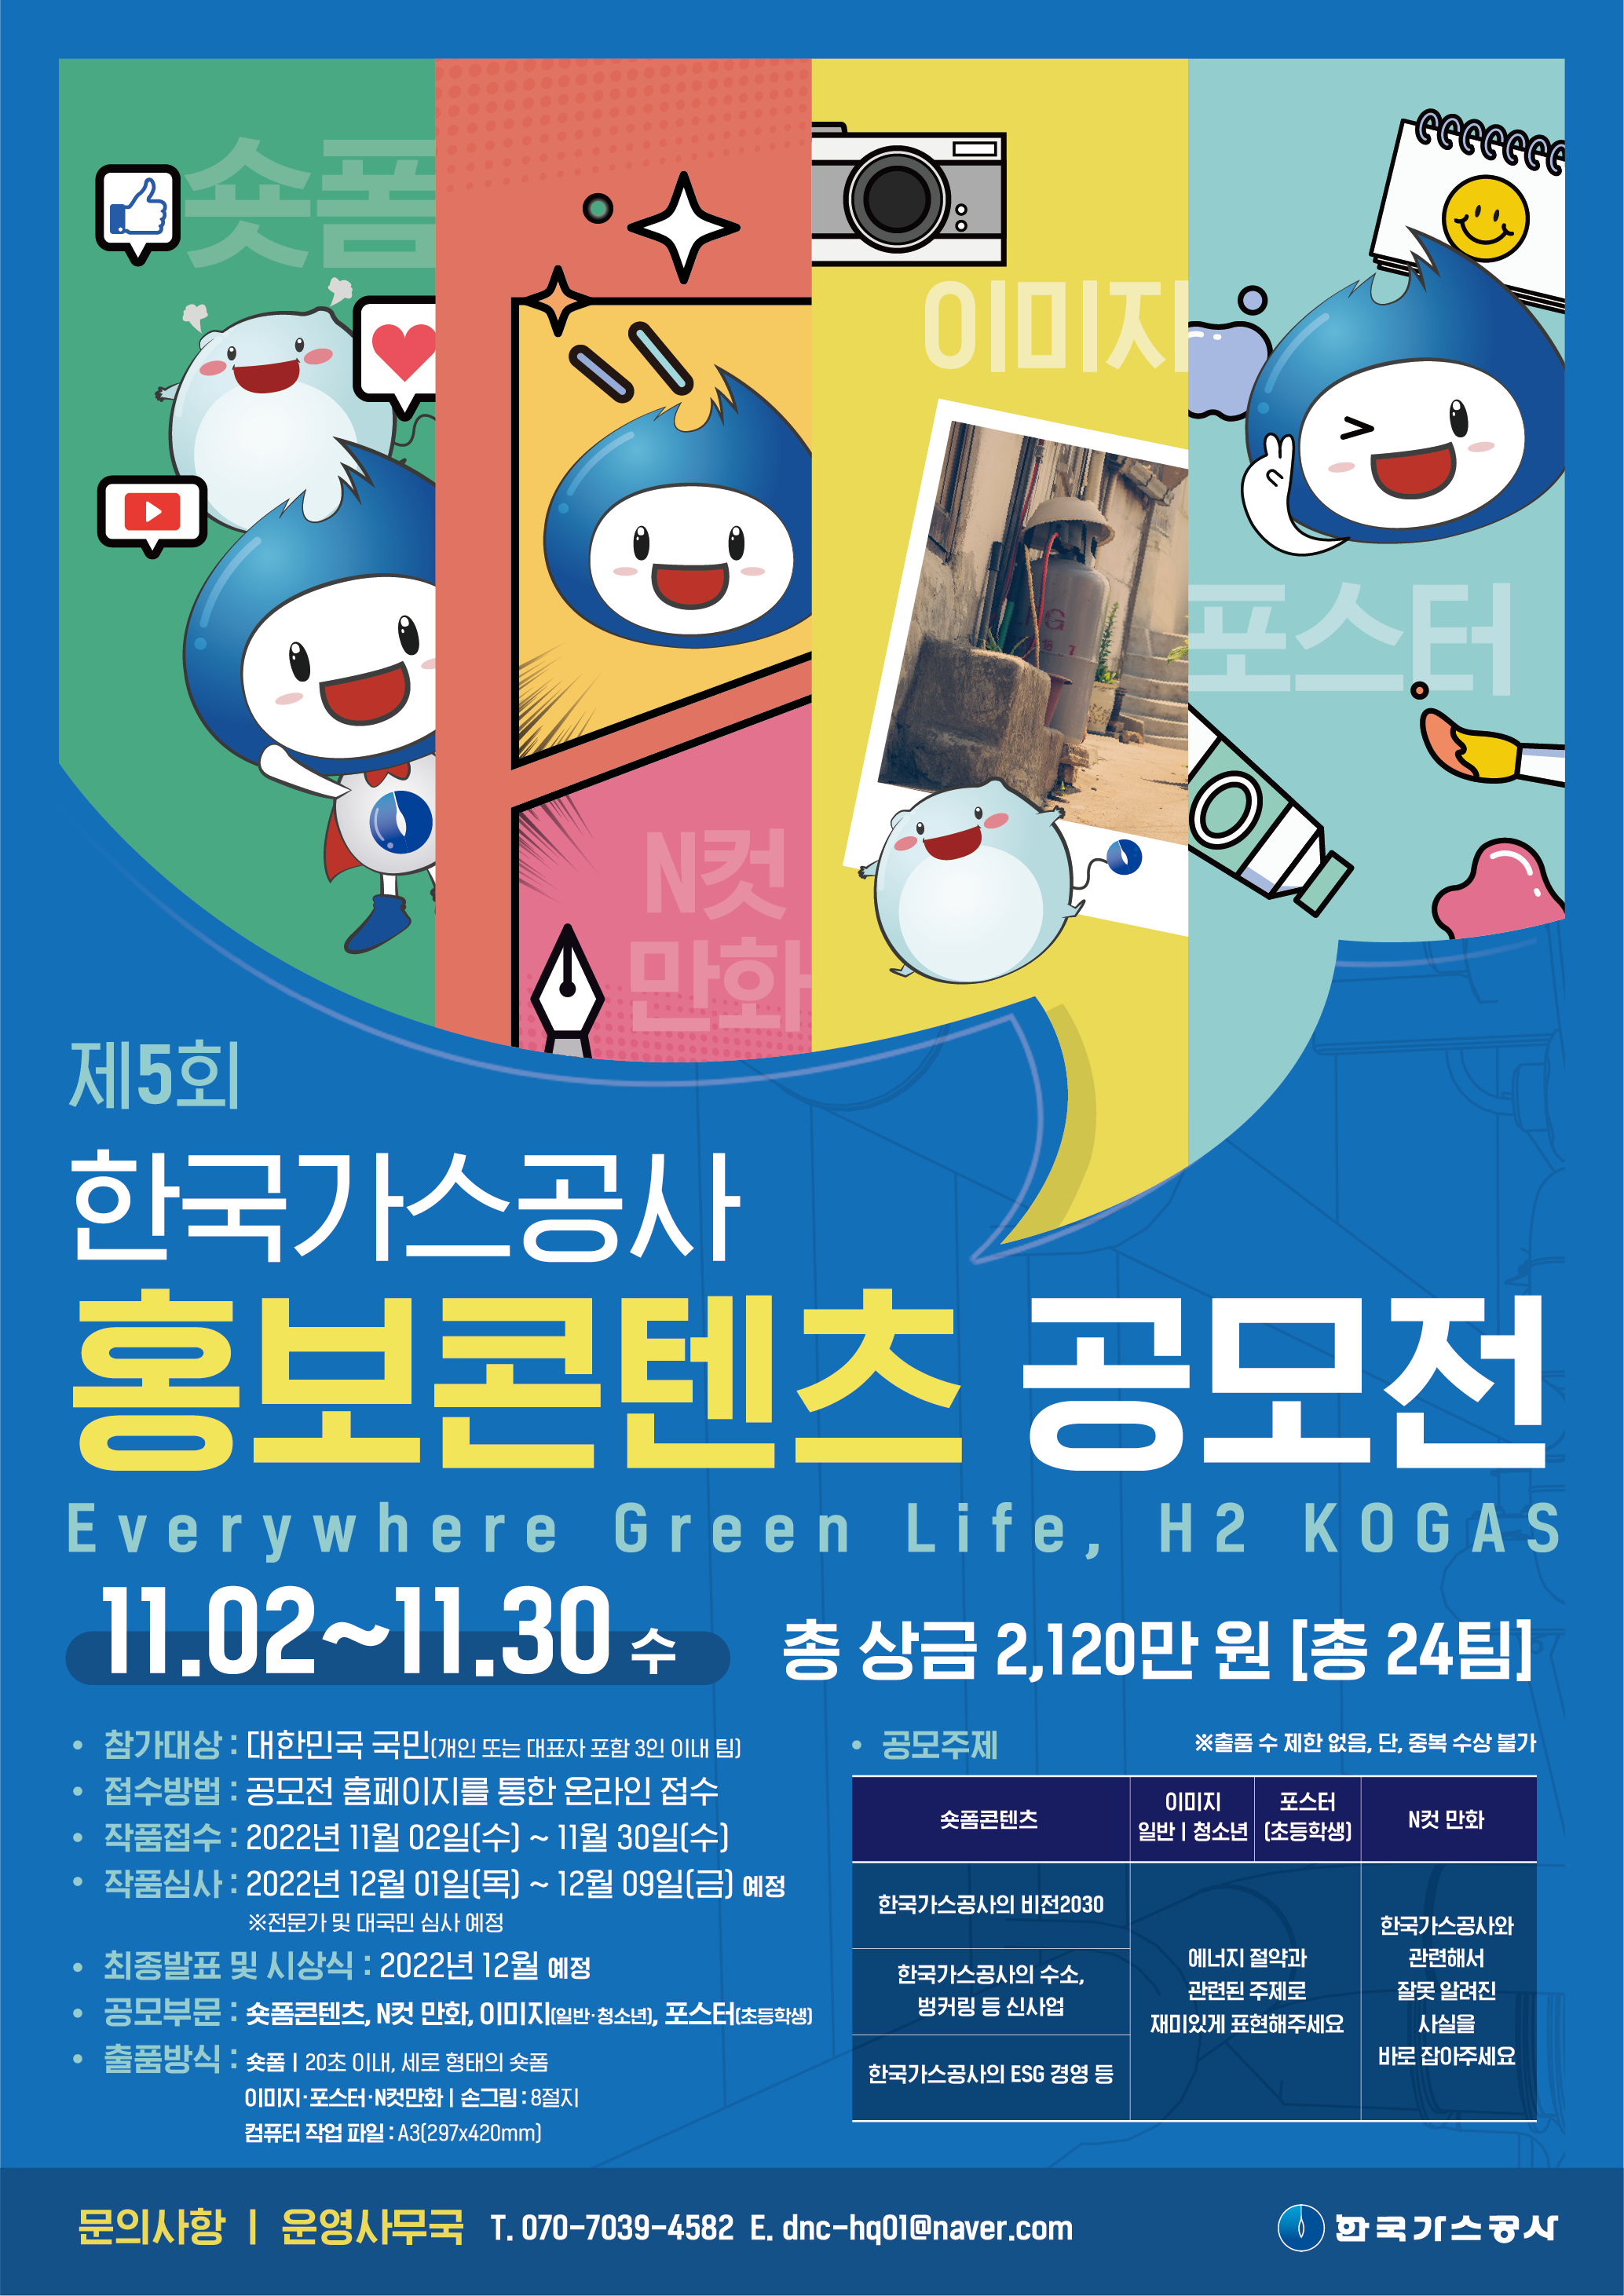 숏폼
이미지
포스터
N컷
만화
제5회
한국가스공사
홍보콘텐츠 공모전
Everywhere Green Life, H2 KOGAS
11.02~11.30 수
총 상금 2,120만 원 [총 24팀]
• 참가대상 : 대한민국 국민(개인 또는 대표자 포함 3인 이내 팀)
• 접수방법 : 공모전 홈페이지를 통한 온라인 접수
• 작품접수 : 2022년 11월 02일(수) ~ 11월 30일(수)
• 작품심사 : 2022년 12월 01일(목) ~ 12월 09일(금) 예정
※전문가 및 대국민 심사 예정
• 최종발표 및 시상식 : 2022년 12월 예정
• 공모부문 : 숏폼콘텐츠, N컷 만화, 이미지(일반·청소년), 포스터(초등학생)
• 출품방식 : 숏폼 | 20초 이내, 세로 형태의 숏폼
이미지·포스터·N컷만화 | 손그림 : 8절지
컴퓨터 작업 파일 : A3(297x420mm)
• 공모주제
※출품 수 제한 없음, 단, 중복 수상 불가
숏폼콘텐츠
이미지
일반 | 청소년
포스터
(초등학생)
N컷 만화
한국가스공사의 비전2030
한국가스공사의 수소,
벙커링 등 신사업
한국가스공사의 ESG 경영 등
에너지 절약과
관련된 주제로
재미있게 표현해주세요
한국가스공사와
관련해서
잘못 알려진
사실을
바로 잡아주세요
문의사항 | 운영사무국 T. 070-7039-4582 E. dnc-hq01@naver.com
한국가스공사